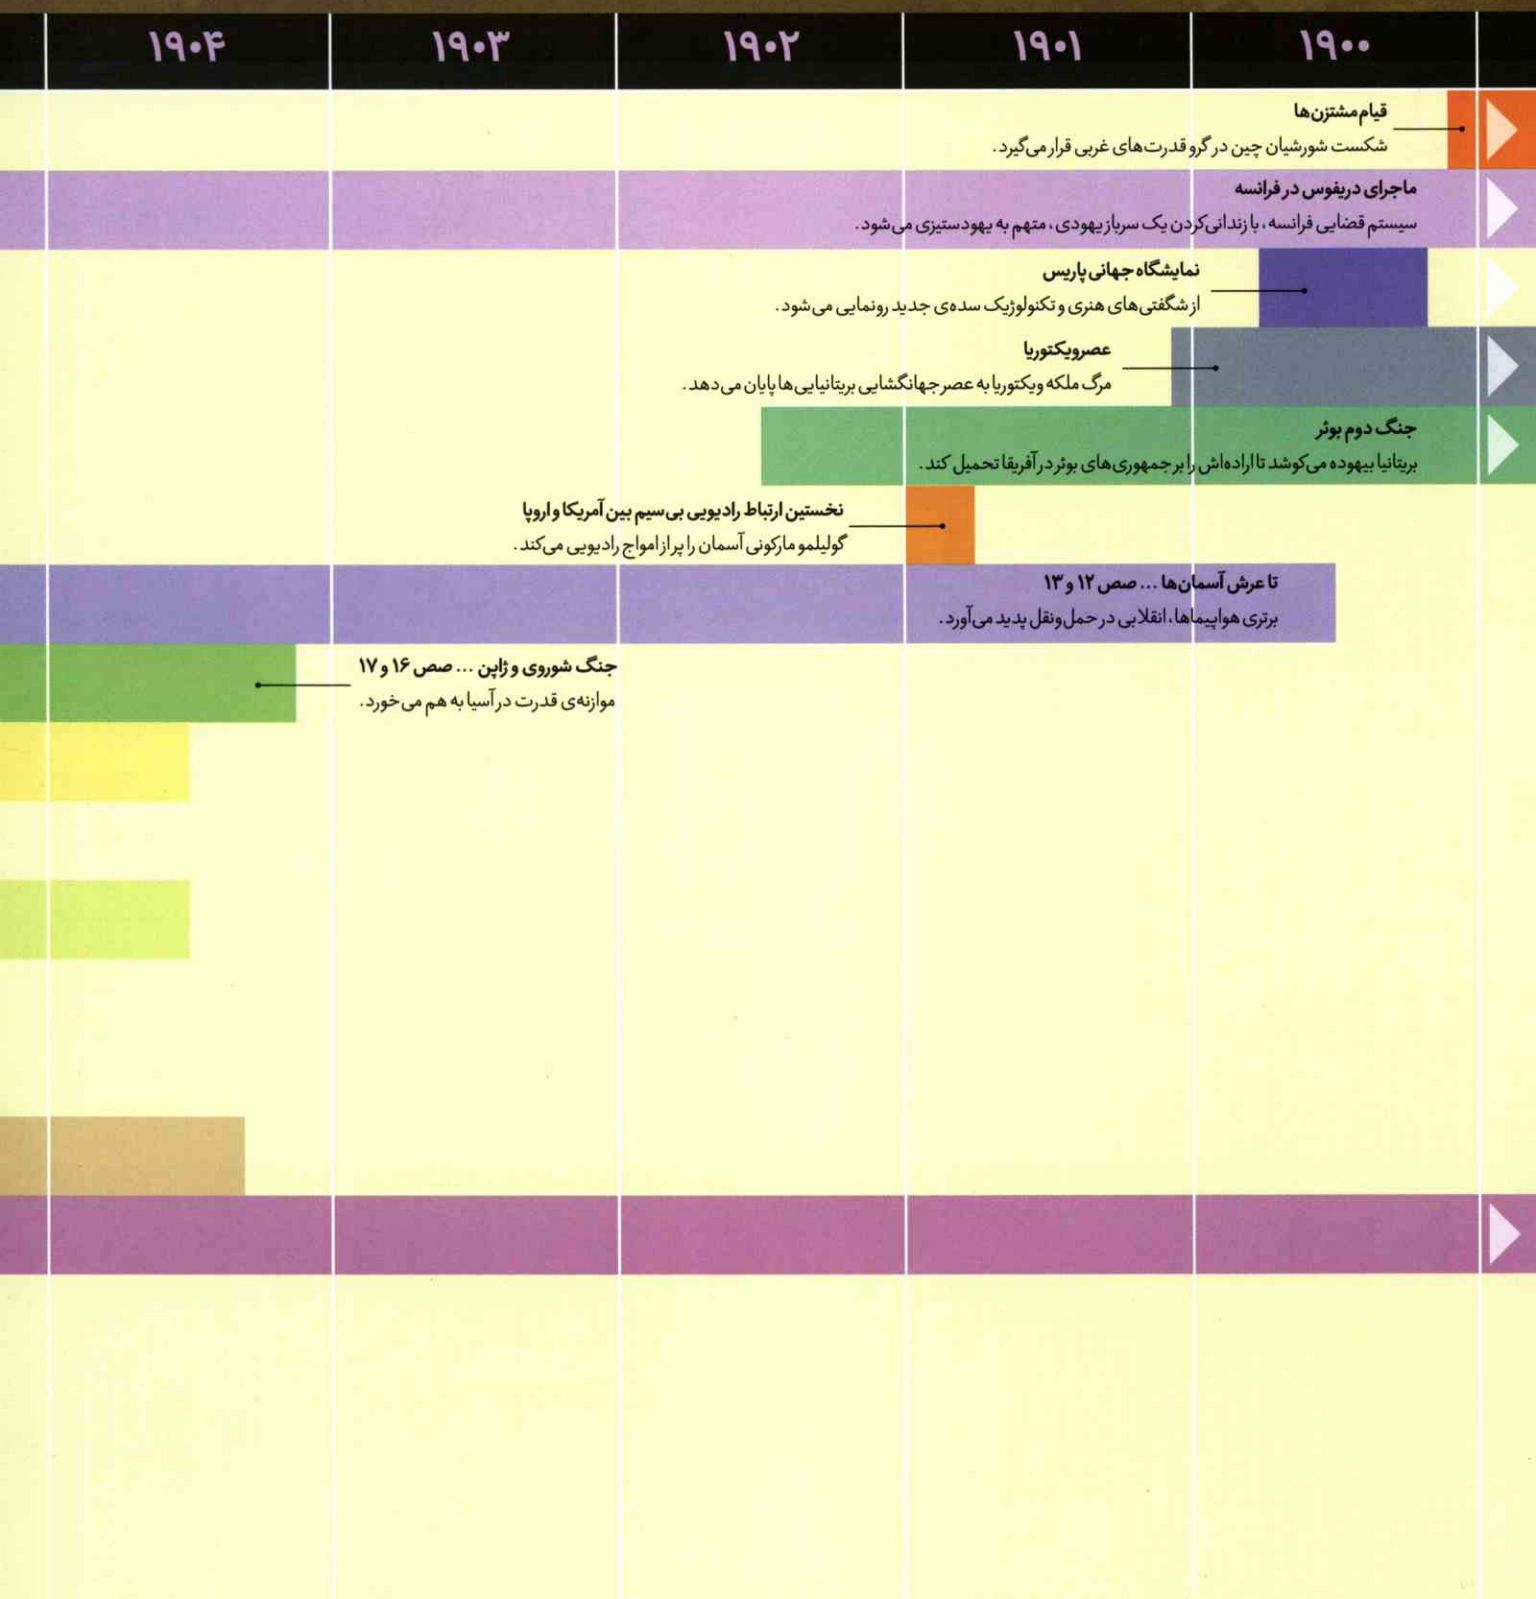 ۱۹۰۰ ۱۹۰۱ ۱۹۰۲ ۱۹۰۳ ۱۹۰۴
قیام مشتزن‌ها
شکست شورشیان چین در گرو قدرت‌های غربی قرار می‌گیرد.
ماجرای دریفوس در فرانسه
سیستم قضایی فرانسه، با زندانی‌کردن یک سرباز یهودی، متهم به یهودستیزی می‌شود.
نمایشگاه جهانی پاریس
از شگفتی‌های هنری و تکنولوژیک سده‌ی جدید رونمایی می‌شود.
عصر ویکتوریا
مرگ ملکه ویکتوریا به عصر جهانگشایی بریتانیایی‌ها پایان می‌دهد.
جنگ دوم بوئر
بریتانیا بیهوده می‌کوشد تا اراده‌اش را بر جمهوری‌های بوئر در آفریقا تحمیل کند.
نخستین ارتباط رادیویی بی‌سیم بین آمریکا و اروپا
گولیلمو مارکونی آسمان را پر از امواج رادیویی می‌کند.
تا عرش آسمان‌ها ... صص ۱۲ و ۱۳
برتری هواپیماها، انقلابی در حمل‌ونقل پدید می‌آورد.
جنگ شوروی و ژاپن ... صص ۱۶ و ۱۷
موازنه‌ی قدرت در آسیا به هم می‌خورد.